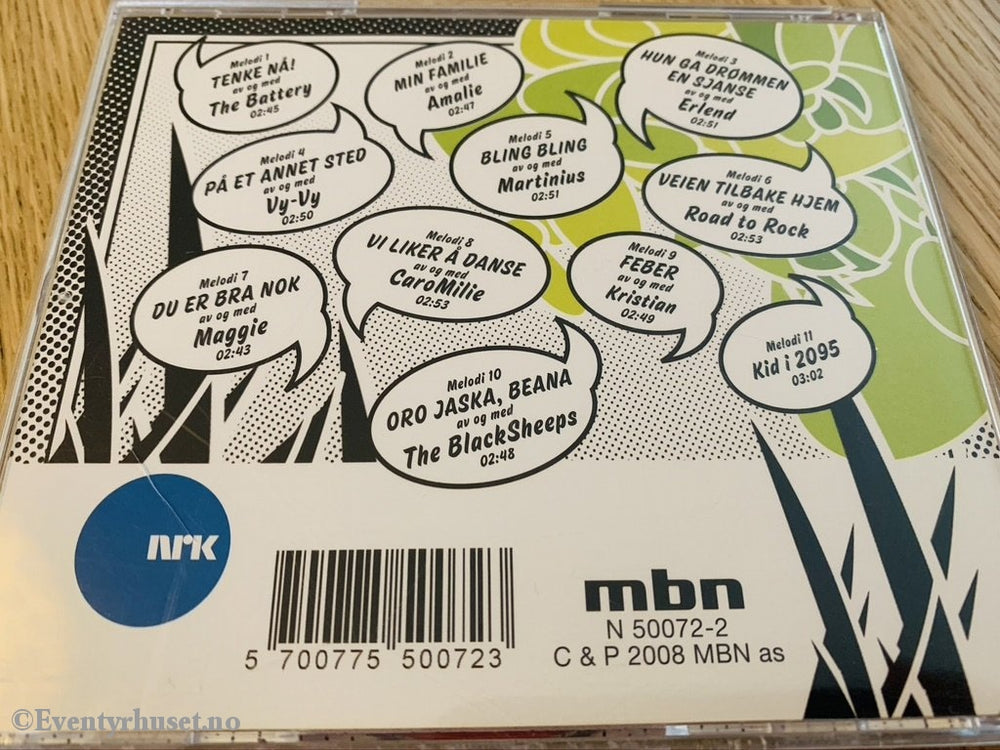 Melodi 1
TENKE NÅ!
av og med
The Battery
02:45
Melodi 2
MIN FAMILIE
av og med
Amalie
02:47
Melodi 3
HUN GA DRØMMEN
EN SJANSE
av og med
Erlend
02:51
Melodi 4
PÅ ET ANNET STED
av og med
Vy-Vy
02:50
Melodi 5
BLING BLING
av og med
Martinius
02:51
Melodi 6
VEIEN TILBAKE HJEM
av og med
Road to Rock
02:53
Melodi 7
DU ER BRA NOK
av og med
Maggie
02:43
Melodi 8
VI LIKER Å DANSE
av og med
CaroMilie
02:53
Melodi 9
FEBER
av og med
Kristian
02:49
Melodi 10
ORO JASKA, BEANA
av og med
The BlackSheeps
02:48
Melodi 11
Kid i 2095
03:02
NRK
5 700775 500723
mbn
N 50072-2
C & P 2008 MBN as
©Eventyrhuset.no